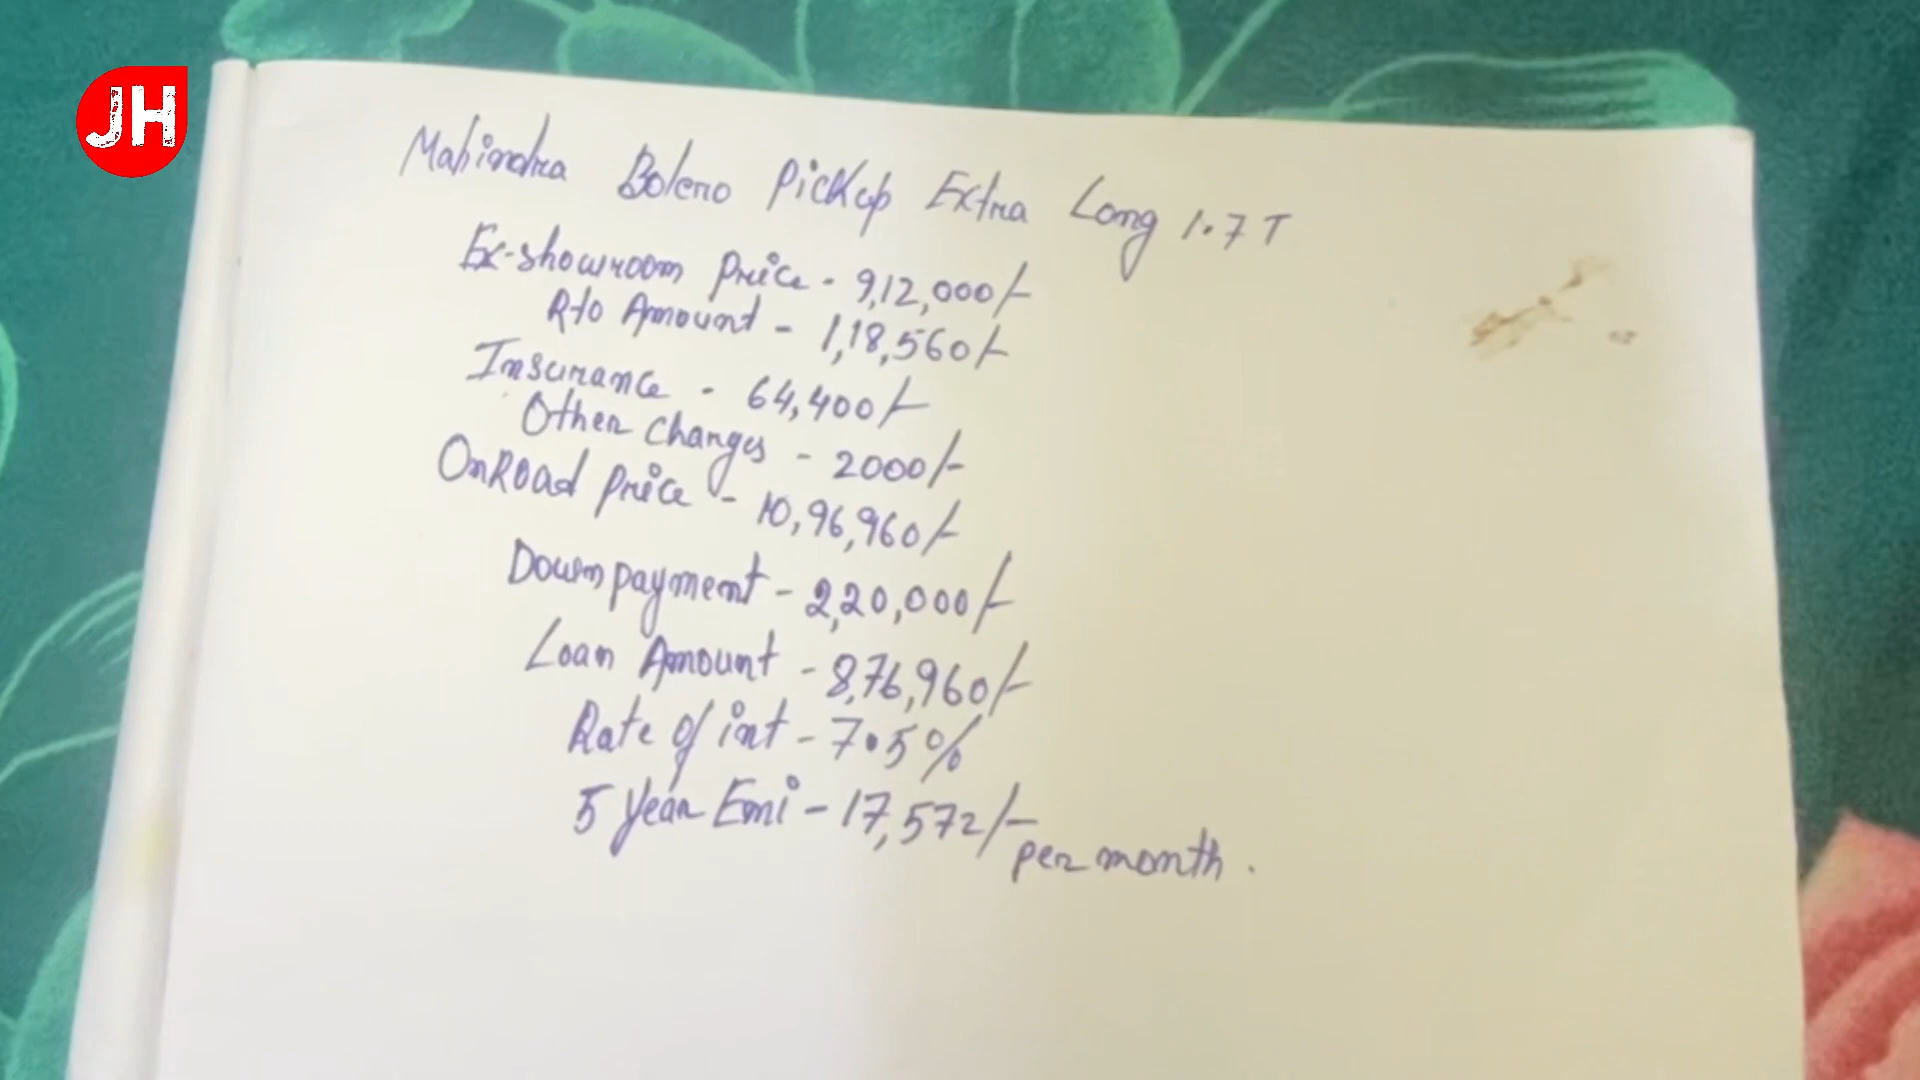 JH
Mahindra Bolero Pickup Extra Long 1.7 T
Ex-showroom Price - 9,12,000/-
Rto Amount - 1,18,560/-
Insurance - 64,400/-
Other Charges - 2000/-
OnRoad Price - 10,96,960/-
Down payment - 2,20,000/-
Loan Amount - 8,76,960/-
Rate of int - 7.5%
5 Year Emi - 17,572/-
per month.